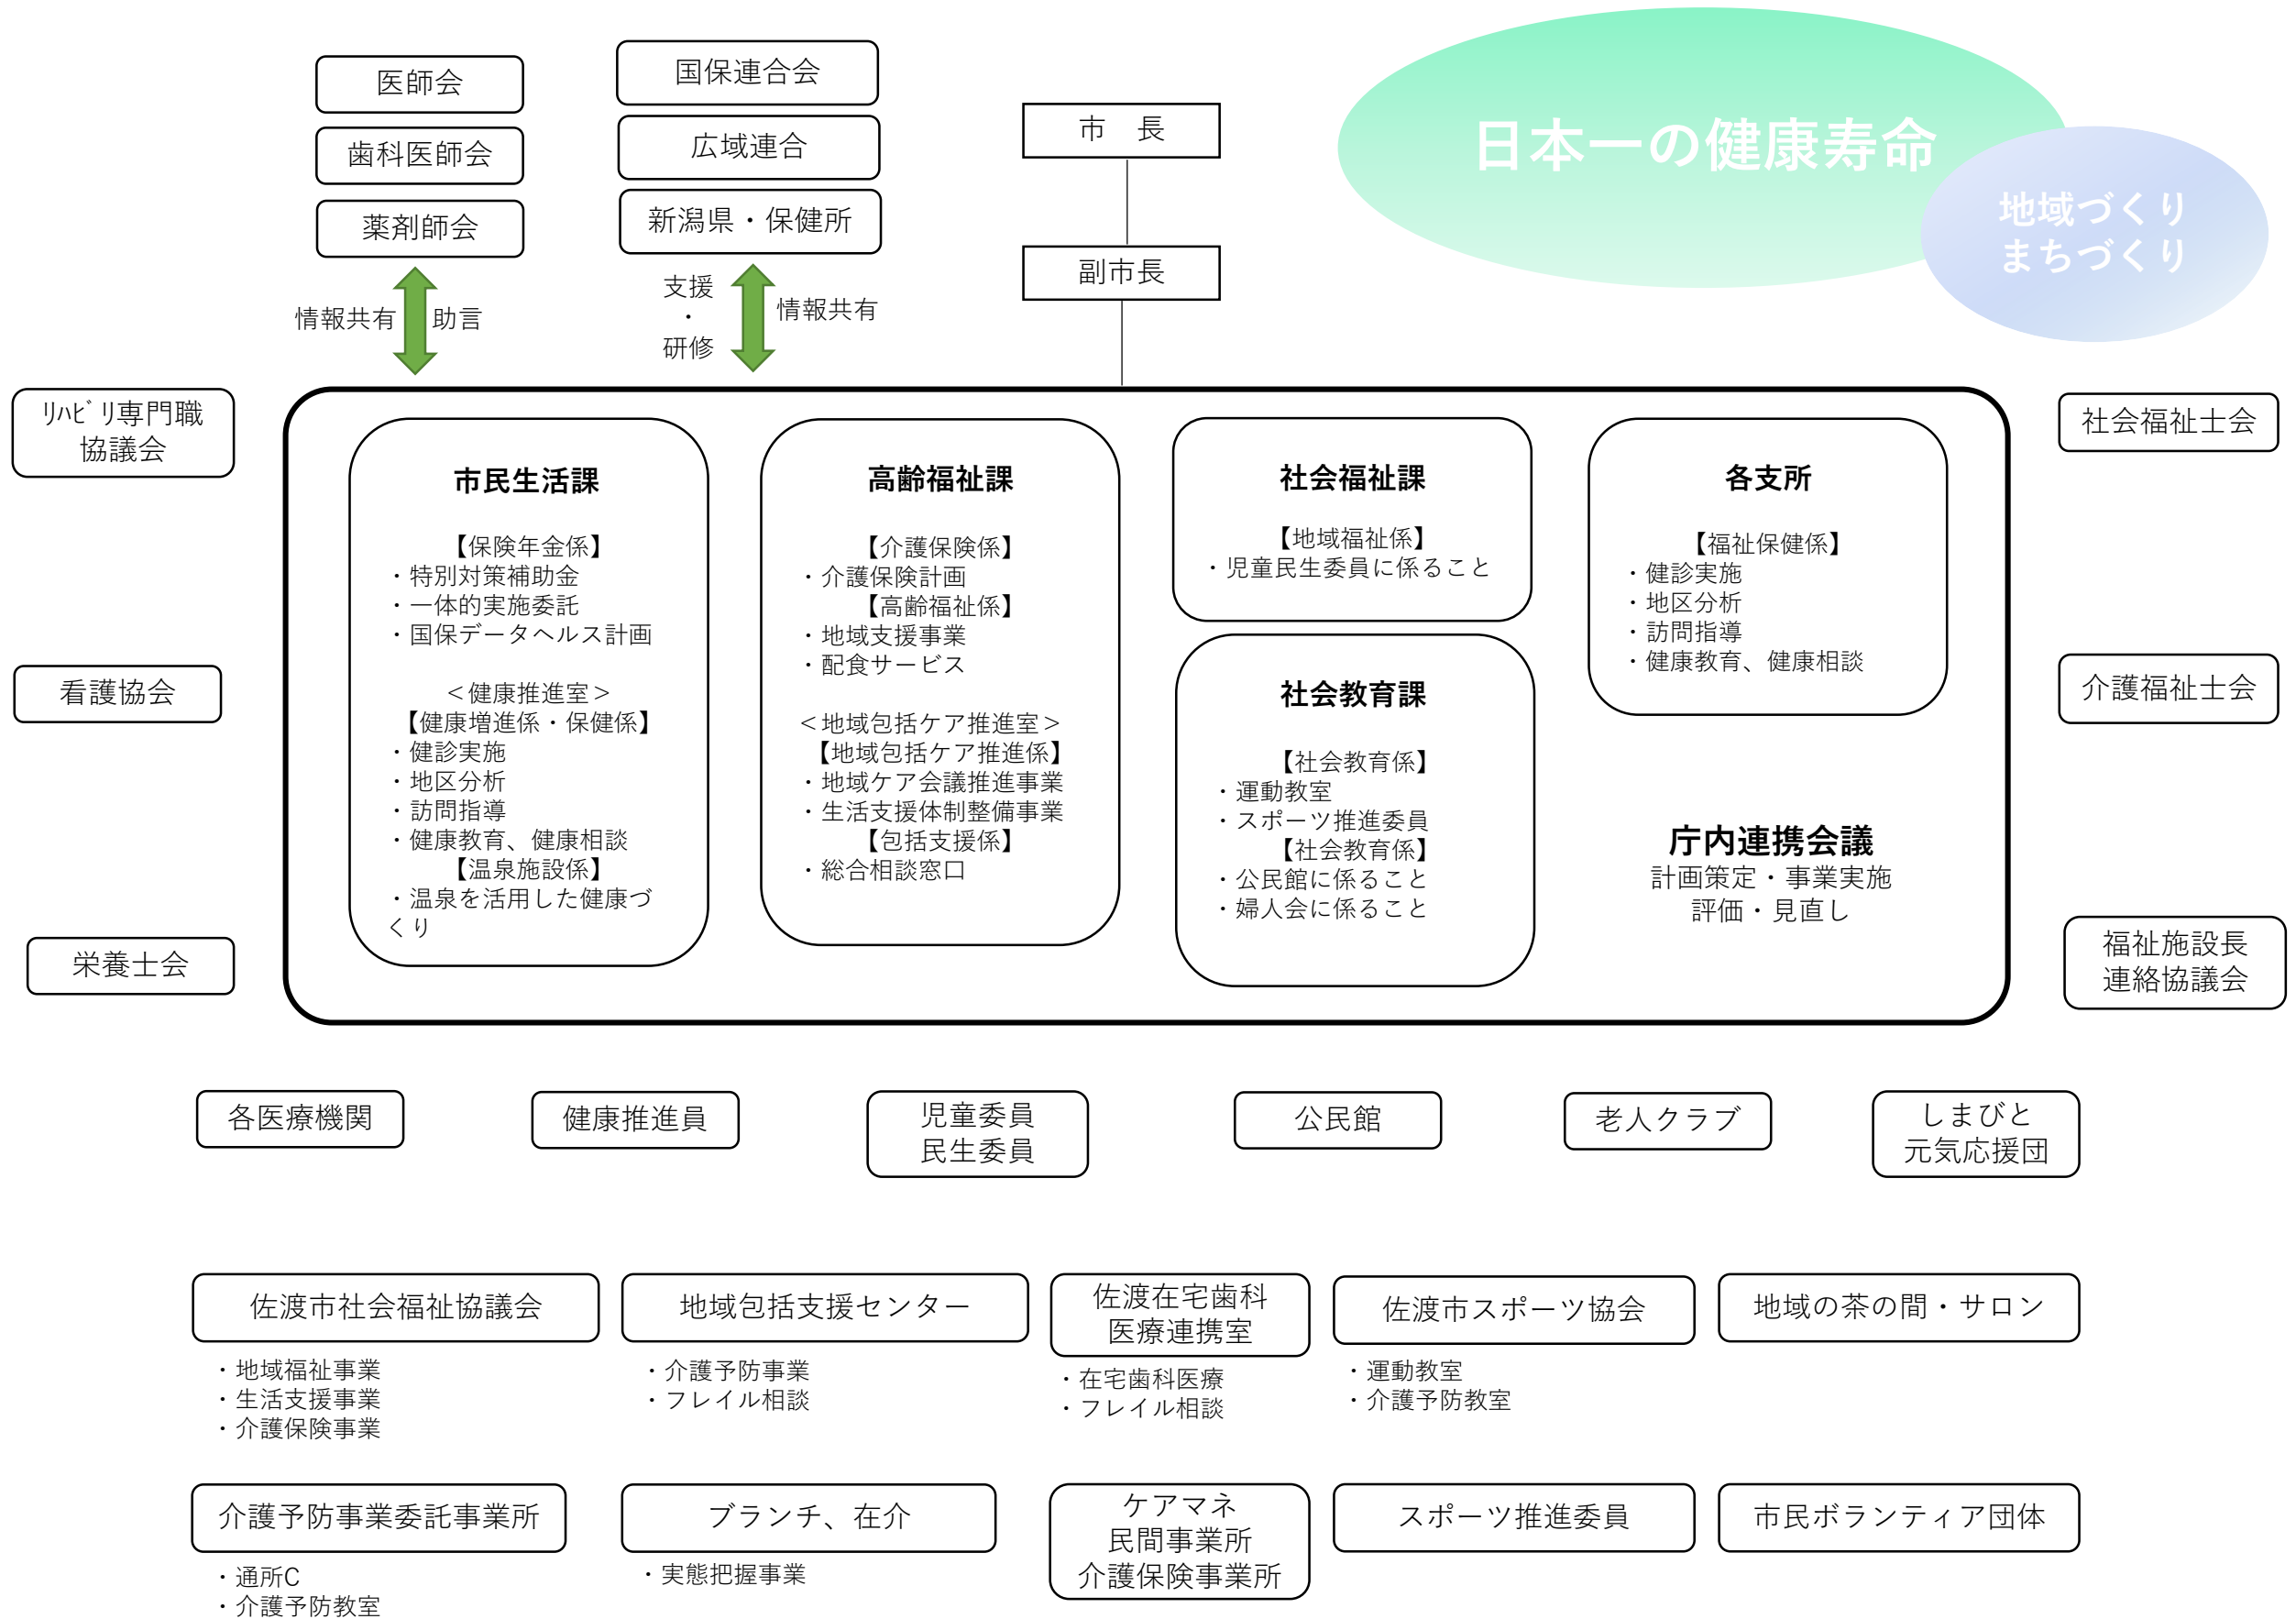 医師会
歯科医師会
薬剤師会
国保連合会
広域連合
新潟県・保健所
市　長
副市長
日本一の健康寿命
地域づくり
まちづくり
情報共有
助言
支援
・
研修
情報共有
ﾘﾊﾋﾞﾘ専門職
協議会
看護協会
栄養士会
市民生活課
【保険年金係】
・特別対策補助金
・一体的実施委託
・国保データヘルス計画
＜健康推進室＞
【健康増進係・保健係】
・健診実施
・地区分析
・訪問指導
・健康教育、健康相談
【温泉施設係】
・温泉を活用した健康づ
くり
高齢福祉課
【介護保険係】
・介護保険計画
【高齢福祉係】
・地域支援事業
・配食サービス
＜地域包括ケア推進室＞
【地域包括ケア推進係】
・地域ケア会議推進事業
・生活支援体制整備事業
【包括支援係】
・総合相談窓口
社会福祉課
【地域福祉係】
・児童民生委員に係ること
社会教育課
【社会教育係】
・運動教室
・スポーツ推進委員
【社会教育係】
・公民館に係ること
・婦人会に係ること
各支所
【福祉保健係】
・健診実施
・地区分析
・訪問指導
・健康教育、健康相談
庁内連携会議
計画策定・事業実施
評価・見直し
社会福祉士会
介護福祉士会
福祉施設長
連絡協議会
各医療機関
健康推進員
児童委員
民生委員
公民館
老人クラブ
しまびと
元気応援団
佐渡市社会福祉協議会
・地域福祉事業
・生活支援事業
・介護保険事業
地域包括支援センター
・介護予防事業
・フレイル相談
佐渡在宅歯科
医療連携室
・在宅歯科医療
・フレイル相談
佐渡市スポーツ協会
・運動教室
・介護予防教室
地域の茶の間・サロン
介護予防事業委託事業所
・通所C
・介護予防教室
ブランチ、在介
・実態把握事業
ケアマネ
民間事業所
介護保険事業所
スポーツ推進委員
市民ボランティア団体